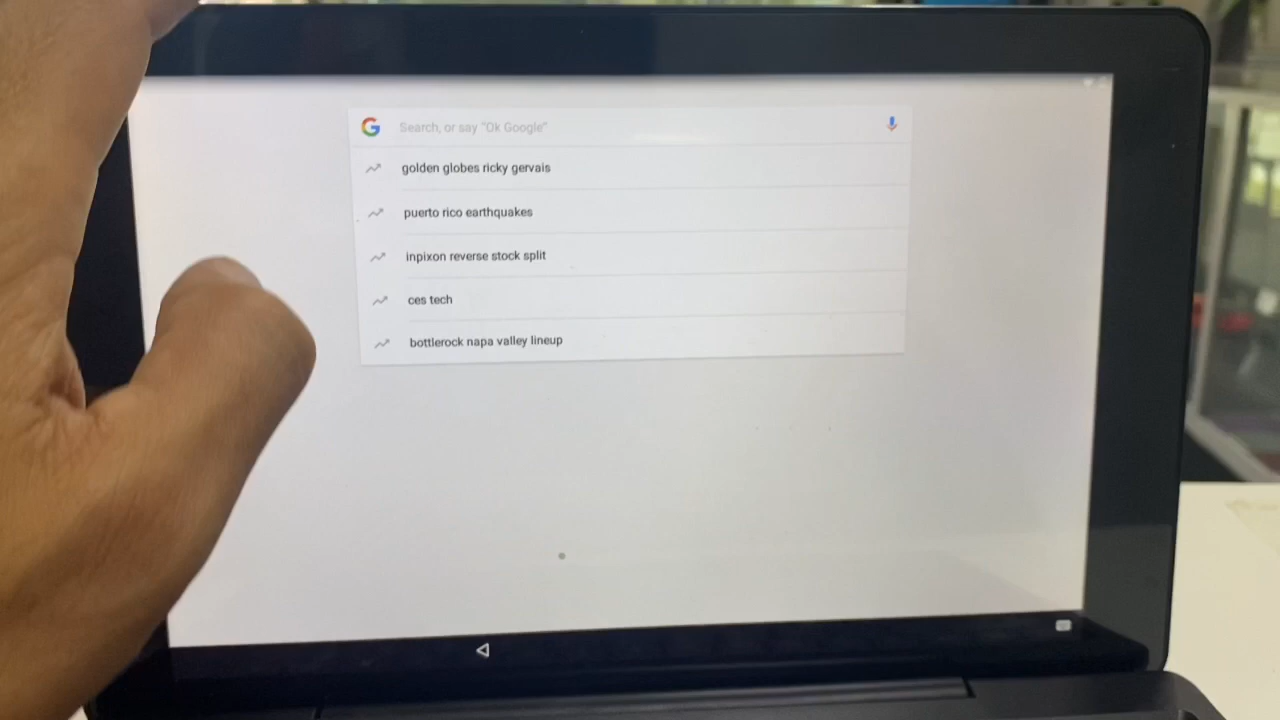 G Search, or say "Ok Google"
golden globes ricky gervais
puerto rico earthquakes
inpixon reverse stock split
ces tech
bottlerock napa valley lineup